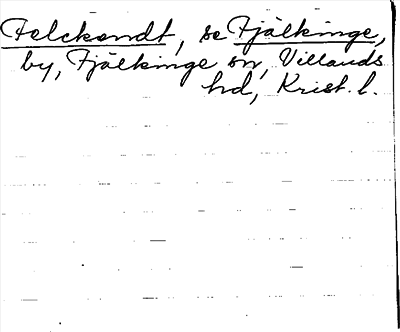 Felckendt, se Fjälkinge,
by, Fjälkinge sn, Villands
hd, Krist. l.